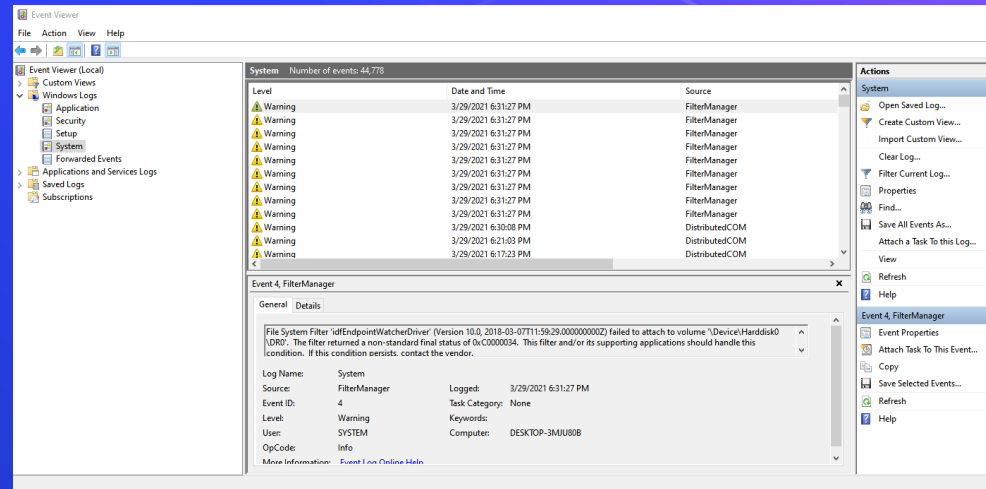 Event Viewer
File Action View Help
Event Viewer (Local)
Custom Views
Windows Logs
Application
Security
Setup
System
Forwarded Events
Applications and Services Logs
Saved Logs
Subscriptions
System Number of events: 44,778
Level Date and Time Source
Warning 3/29/2021 6:31:27 PM FilterManager
Warning 3/29/2021 6:31:27 PM FilterManager
Warning 3/29/2021 6:31:27 PM FilterManager
Warning 3/29/2021 6:31:27 PM FilterManager
Warning 3/29/2021 6:31:27 PM FilterManager
Warning 3/29/2021 6:31:27 PM FilterManager
Warning 3/29/2021 6:31:27 PM FilterManager
Warning 3/29/2021 6:31:27 PM FilterManager
Warning 3/29/2021 6:31:27 PM FilterManager
Warning 3/29/2021 6:30:08 PM DistributedCOM
Warning 3/29/2021 6:21:03 PM DistributedCOM
Warning 3/29/2021 6:17:23 PM DistributedCOM
Event 4, FilterManager
General Details
File System Filter 'idfEndpointWatcherDriver' (Version 10.0, 2018-03-07T11:59:29.000000000Z) failed to attach to volume '\Device\Harddisk0
\DR0'. The filter returned a non-standard final status of 0xC0000034. This filter and/or its supporting applications should handle this
condition. If this condition persists, contact the vendor.
Log Name: System
Source: FilterManager Logged: 3/29/2021 6:31:27 PM
Event ID: 4 Task Category: None
Level: Warning Keywords:
User: SYSTEM Computer: DESKTOP-3MJU80B
OpCode: Info
More Information: Event Log Online Help
Actions
System
Open Saved Log...
Create Custom View...
Import Custom View...
Clear Log...
Filter Current Log...
Properties
Find...
Save All Events As...
Attach a Task To this Log...
View
Refresh
Help
Event 4, FilterManager
Event Properties
Attach Task To This Event...
Copy
Save Selected Events...
Refresh
Help